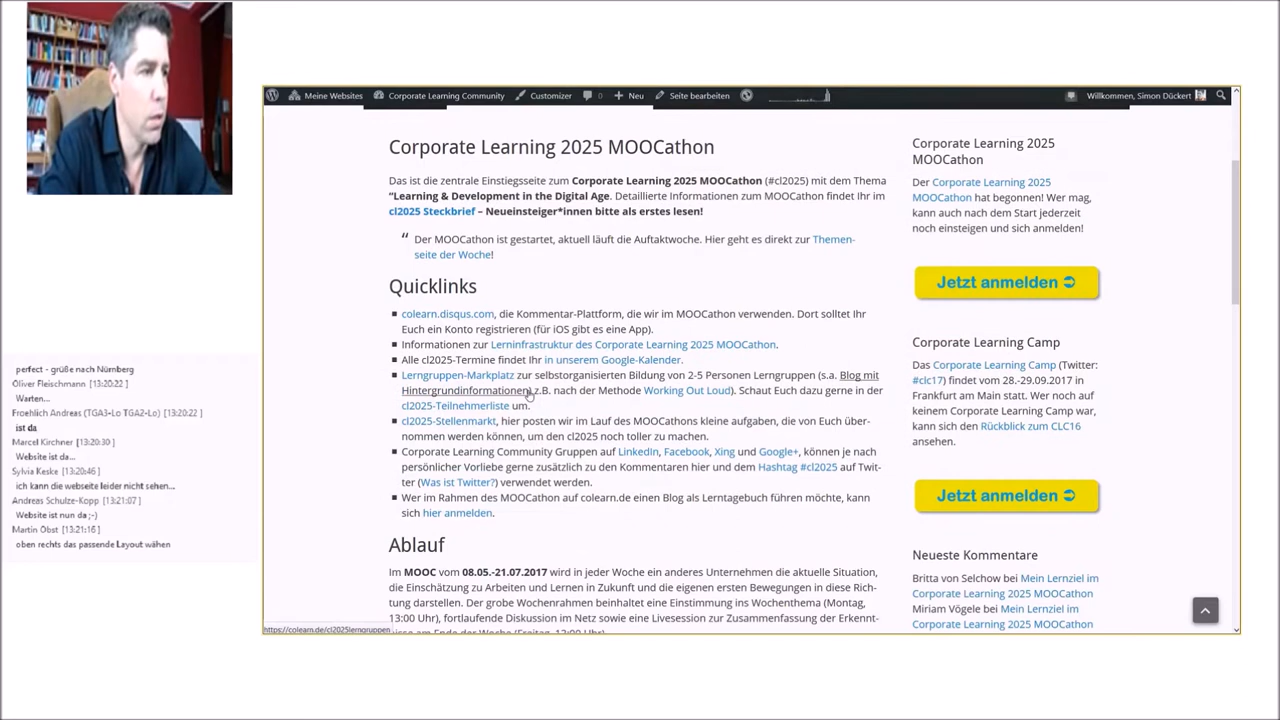 Meine Websites
Corporate Learning Community
Customizer
0
Neu
Seite bearbeiten
Willkommen, Simon Dückert
Corporate Learning 2025 MOOCathon
Das ist die zentrale Einstiegsseite zum Corporate Learning 2025 MOOCathon (#cl2025) mit dem Thema
"Learning & Development in the Digital Age. Detaillierte Informationen zum MOOCathon findet Ihr im
cl2025 Steckbrief – Neueinsteiger*innen bitte als erstes lesen!
“ Der MOOCathon ist gestartet, aktuell läuft die Auftaktwoche. Hier geht es direkt zur Themen-
seite der Woche!
Quicklinks
colearn.disqus.com, die Kommentar-Plattform, die wir im MOOCathon verwenden. Dort solltet Ihr
Euch ein Konto registrieren (für iOS gibt es eine App).
Informationen zur Lerninfrastruktur des Corporate Learning 2025 MOOCathon.
Alle cl2025-Termine findet Ihr in unserem Google-Kalender.
Lerngruppen-Markplatz zur selbstorganisierten Bildung von 2-5 Personen Lerngruppen (s.a. Blog mit
Hintergrundinformationen) z.B. nach der Methode Working Out Loud). Schaut Euch dazu gerne in der
cl2025-Teilnehmerliste um.
cl2025-Stellenmarkt, hier posten wir im Lauf des MOOCathons kleine aufgaben, die von Euch über-
nommen werden können, um den cl2025 noch toller zu machen.
Corporate Learning Community Gruppen auf LinkedIn, Facebook, Xing und Google+, können je nach
persönlicher Vorliebe gerne zusätzlich zu den Kommentaren hier und dem Hashtag #cl2025 auf Twit-
ter (Was ist Twitter?) verwendet werden.
Wer im Rahmen des MOOCathon auf colearn.de einen Blog als Lerntagebuch führen möchte, kann
sich hier anmelden.
Ablauf
Im MOOC vom 08.05.-21.07.2017 wird in jeder Woche ein anderes Unternehmen die aktuelle Situation,
die Einschätzung zu Arbeiten und Lernen in Zukunft und die eigenen ersten Bewegungen in diese Rich-
tung darstellen. Der grobe Wochenrahmen beinhaltet eine Einstimmung ins Wochenthema (Montag,
13:00 Uhr), fortlaufende Diskussion im Netz sowie eine Livesession zur Zusammenfassung der Erkennt-
nisse am Ende der Woche (Freitag, 13:00 Uhr).
https://colearn.de/cl2025lerngruppen
Corporate Learning 2025
MOOCathon
Der Corporate Learning 2025
MOOCathon hat begonnen! Wer mag,
kann auch nach dem Start jederzeit
noch einsteigen und sich anmelden!
Jetzt anmelden
Corporate Learning Camp
Das Corporate Learning Camp (Twitter:
#clc17) findet vom 28.-29.09.2017 in
Frankfurt am Main statt. Wer noch auf
keinem Corporate Learning Camp war,
kann sich den Rückblick zum CLC16
ansehen.
Jetzt anmelden
Neueste Kommentare
Britta von Selchow bei Mein Lernziel im
Corporate Learning 2025 MOOCathon
Miriam Vögele bei Mein Lernziel im
Corporate Learning 2025 MOOCathon
perfect - grüße nach Nürnberg
Oliver Fleischmann [13:20:22 ]
Warten...
Froehlich Andreas (TGA3+Lo TGA2+Lo) [13:20:22 ]
ist da
Marcel Kirchner [13:20:30 ]
Website ist da...
Sylvia Keske [13:20:46 ]
ich kann die webseite leider nicht sehen...
Andreas Schulze-Kopp [13:21:07 ]
Website ist nun da ;-)
Martin Obst [13:21:16 ]
oben rechts das passende Layout wähen